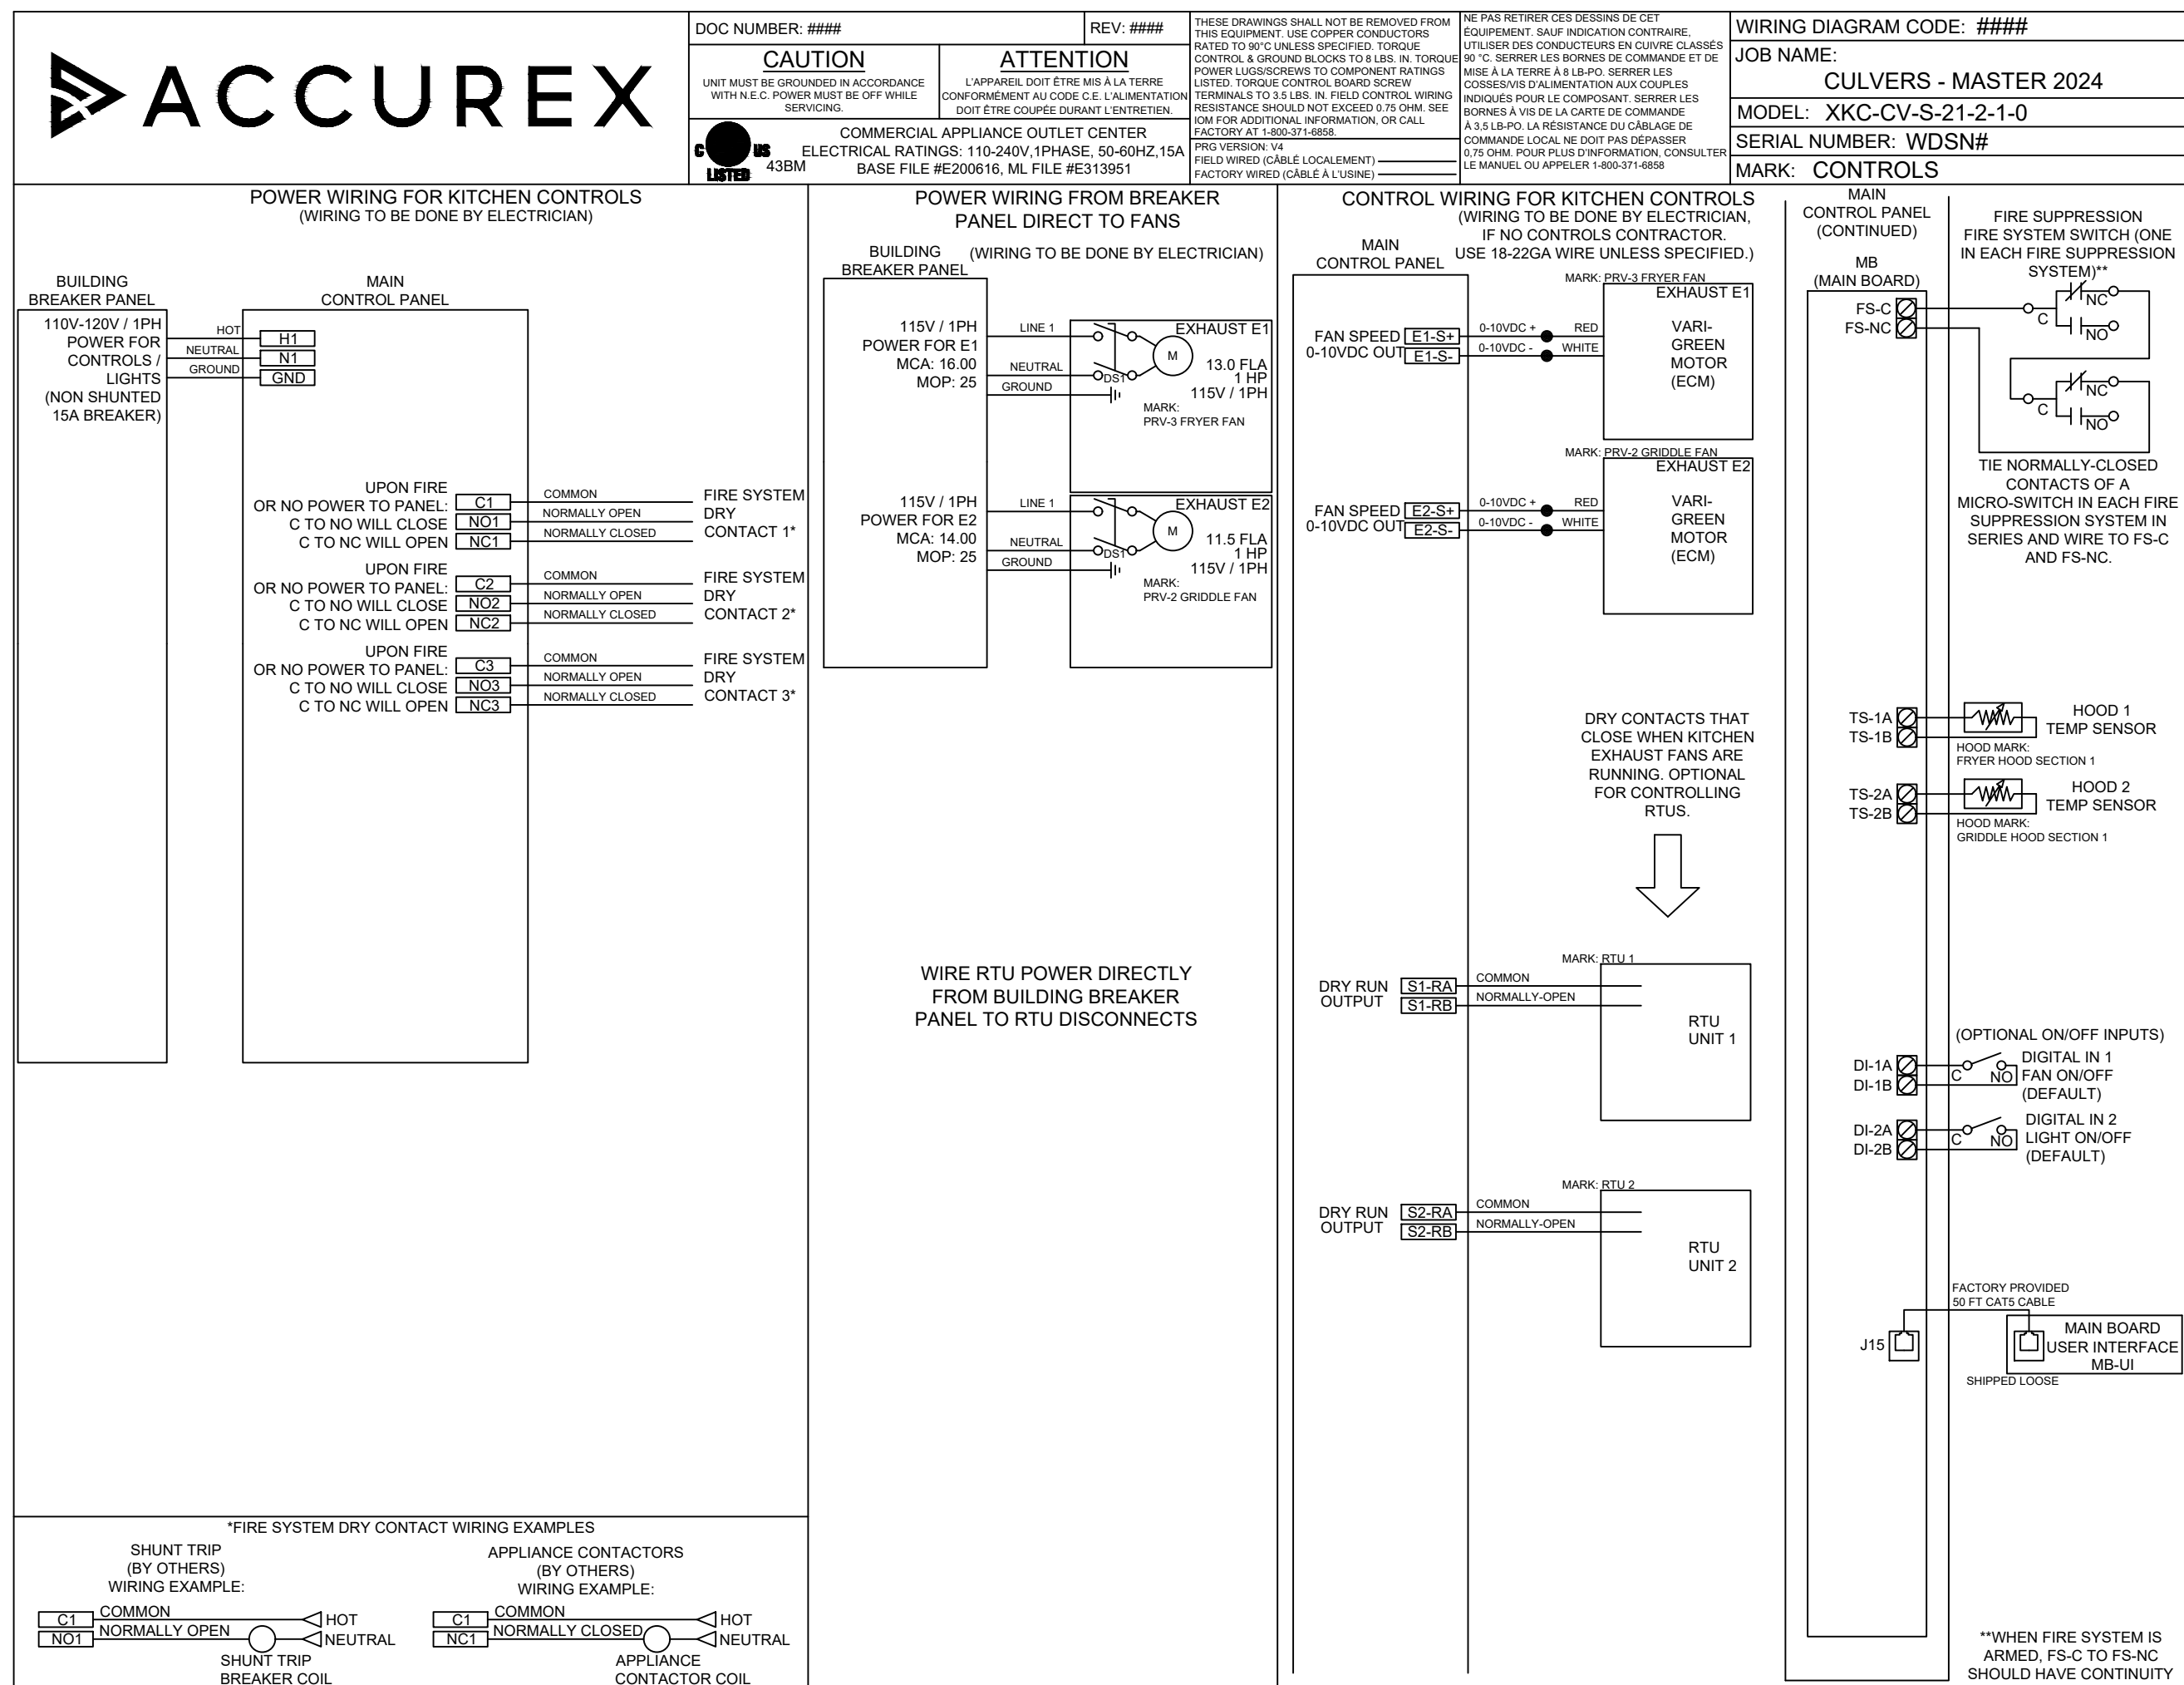 ACCUREX
DOC NUMBER: ####
REV: ####
CAUTION
UNIT MUST BE GROUNDED IN ACCORDANCE
WITH N.E.C. POWER MUST BE OFF WHILE
SERVICING.
ATTENTION
L'APPAREIL DOIT ÊTRE MIS À LA TERRE
CONFORMÉMENT AU CODE C.E. L'ALIMENTATION
DOIT ÊTRE COUPÉE DURANT L'ENTRETIEN.
C US
LISTED
43BM
COMMERCIAL APPLIANCE OUTLET CENTER
ELECTRICAL RATINGS: 110-240V,1PHASE, 50-60HZ,15A
BASE FILE #E200616, ML FILE #E313951
THESE DRAWINGS SHALL NOT BE REMOVED FROM
THIS EQUIPMENT. USE COPPER CONDUCTORS
RATED TO 90°C UNLESS SPECIFIED. TORQUE
CONTROL & GROUND BLOCKS TO 8 LBS. IN. TORQUE
POWER LUGS/SCREWS TO COMPONENT RATINGS
LISTED. TORQUE CONTROL BOARD SCREW
TERMINALS TO 3.5 LBS. IN. FIELD CONTROL WIRING
RESISTANCE SHOULD NOT EXCEED 0.75 OHM. SEE
IOM FOR ADDITIONAL INFORMATION, OR CALL
FACTORY AT 1-800-371-6858.
PRG VERSION: V4
FIELD WIRED (CÂBLÉ LOCALEMENT)
FACTORY WIRED (CÂBLÉ À L'USINE)
NE PAS RETIRER CES DESSINS DE CET
ÉQUIPEMENT. SAUF INDICATION CONTRAIRE,
UTILISER DES CONDUCTEURS EN CUIVRE CLASSÉS
90 °C. SERRER LES BORNES DE COMMANDE ET DE
MISE À LA TERRE À 8 LB-PO. SERRER LES
COSSES/VIS D'ALIMENTATION AUX COUPLES
INDIQUÉS POUR LE COMPOSANT. SERRER LES
BORNES À VIS DE LA CARTE DE COMMANDE
À 3,5 LB-PO. LA RÉSISTANCE DU CÂBLAGE DE
COMMANDE LOCAL NE DOIT PAS DÉPASSER
0,75 OHM. POUR PLUS D'INFORMATION, CONSULTER
LE MANUEL OU APPELER 1-800-371-6858
WIRING DIAGRAM CODE: ####
JOB NAME:
CULVERS - MASTER 2024
MODEL: XKC-CV-S-21-2-1-0
SERIAL NUMBER: WDSN#
MARK: CONTROLS
POWER WIRING FOR KITCHEN CONTROLS
(WIRING TO BE DONE BY ELECTRICIAN)
BUILDING
BREAKER PANEL
MAIN
CONTROL PANEL
110V-120V / 1PH
POWER FOR
CONTROLS /
LIGHTS
(NON SHUNTED
15A BREAKER)
HOT
H1
NEUTRAL
N1
GROUND
GND
UPON FIRE
OR NO POWER TO PANEL:
C TO NO WILL CLOSE
C TO NC WILL OPEN
C1
NO1
NC1
COMMON
NORMALLY OPEN
NORMALLY CLOSED
FIRE SYSTEM
DRY
CONTACT 1*
UPON FIRE
OR NO POWER TO PANEL:
C TO NO WILL CLOSE
C TO NC WILL OPEN
C2
NO2
NC2
COMMON
NORMALLY OPEN
NORMALLY CLOSED
FIRE SYSTEM
DRY
CONTACT 2*
UPON FIRE
OR NO POWER TO PANEL:
C TO NO WILL CLOSE
C TO NC WILL OPEN
C3
NO3
NC3
COMMON
NORMALLY OPEN
NORMALLY CLOSED
FIRE SYSTEM
DRY
CONTACT 3*
*FIRE SYSTEM DRY CONTACT WIRING EXAMPLES
SHUNT TRIP
(BY OTHERS)
WIRING EXAMPLE:
C1 COMMON HOT
NO1 NORMALLY OPEN NEUTRAL
SHUNT TRIP
BREAKER COIL
APPLIANCE CONTACTORS
(BY OTHERS)
WIRING EXAMPLE:
C1 COMMON HOT
NC1 NORMALLY CLOSED NEUTRAL
APPLIANCE
CONTACTOR COIL
POWER WIRING FROM BREAKER
PANEL DIRECT TO FANS
(WIRING TO BE DONE BY ELECTRICIAN)
BUILDING
BREAKER PANEL
115V / 1PH
POWER FOR E1
MCA: 16.00
MOP: 25
LINE 1
NEUTRAL
GROUND
DS1
M
EXHAUST E1
13.0 FLA
1 HP
115V / 1PH
MARK:
PRV-3 FRYER FAN
115V / 1PH
POWER FOR E2
MCA: 14.00
MOP: 25
LINE 1
NEUTRAL
GROUND
DS1
M
EXHAUST E2
11.5 FLA
1 HP
115V / 1PH
MARK:
PRV-2 GRIDDLE FAN
WIRE RTU POWER DIRECTLY
FROM BUILDING BREAKER
PANEL TO RTU DISCONNECTS
CONTROL WIRING FOR KITCHEN CONTROLS
(WIRING TO BE DONE BY ELECTRICIAN,
IF NO CONTROLS CONTRACTOR.
USE 18-22GA WIRE UNLESS SPECIFIED.)
MAIN
CONTROL PANEL
MARK: PRV-3 FRYER FAN
EXHAUST E1
FAN SPEED
0-10VDC OUT
E1-S+
E1-S-
0-10VDC + RED
0-10VDC - WHITE
VARI-
GREEN
MOTOR
(ECM)
MARK: PRV-2 GRIDDLE FAN
EXHAUST E2
FAN SPEED
0-10VDC OUT
E2-S+
E2-S-
0-10VDC + RED
0-10VDC - WHITE
VARI-
GREEN
MOTOR
(ECM)
DRY CONTACTS THAT
CLOSE WHEN KITCHEN
EXHAUST FANS ARE
RUNNING. OPTIONAL
FOR CONTROLLING
RTUS.
MARK: RTU 1
DRY RUN
OUTPUT
S1-RA
S1-RB
COMMON
NORMALLY-OPEN
RTU
UNIT 1
MARK: RTU 2
DRY RUN
OUTPUT
S2-RA
S2-RB
COMMON
NORMALLY-OPEN
RTU
UNIT 2
MAIN
CONTROL PANEL
(CONTINUED)
MB
(MAIN BOARD)
FS-C
FS-NC
FIRE SUPPRESSION
FIRE SYSTEM SWITCH (ONE
IN EACH FIRE SUPPRESSION
SYSTEM)**
C
NC
NO
C
NC
NO
TIE NORMALLY-CLOSED
CONTACTS OF A
MICRO-SWITCH IN EACH FIRE
SUPPRESSION SYSTEM IN
SERIES AND WIRE TO FS-C
AND FS-NC.
TS-1A
TS-1B
HOOD 1
TEMP SENSOR
HOOD MARK:
FRYER HOOD SECTION 1
TS-2A
TS-2B
HOOD 2
TEMP SENSOR
HOOD MARK:
GRIDDLE HOOD SECTION 1
(OPTIONAL ON/OFF INPUTS)
DI-1A
DI-1B
C NO
DIGITAL IN 1
FAN ON/OFF
(DEFAULT)
DI-2A
DI-2B
C NO
DIGITAL IN 2
LIGHT ON/OFF
(DEFAULT)
FACTORY PROVIDED
50 FT CAT5 CABLE
J15
MAIN BOARD
USER INTERFACE
MB-UI
SHIPPED LOOSE
**WHEN FIRE SYSTEM IS
ARMED, FS-C TO FS-NC
SHOULD HAVE CONTINUITY